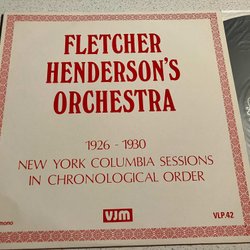 FLETCHER
HENDERSON'S
ORCHESTRA
1926 - 1930
NEW YORK COLUMBIA SESSIONS
IN CHRONOLOGICAL ORDER
mono
VJM
VLP.42